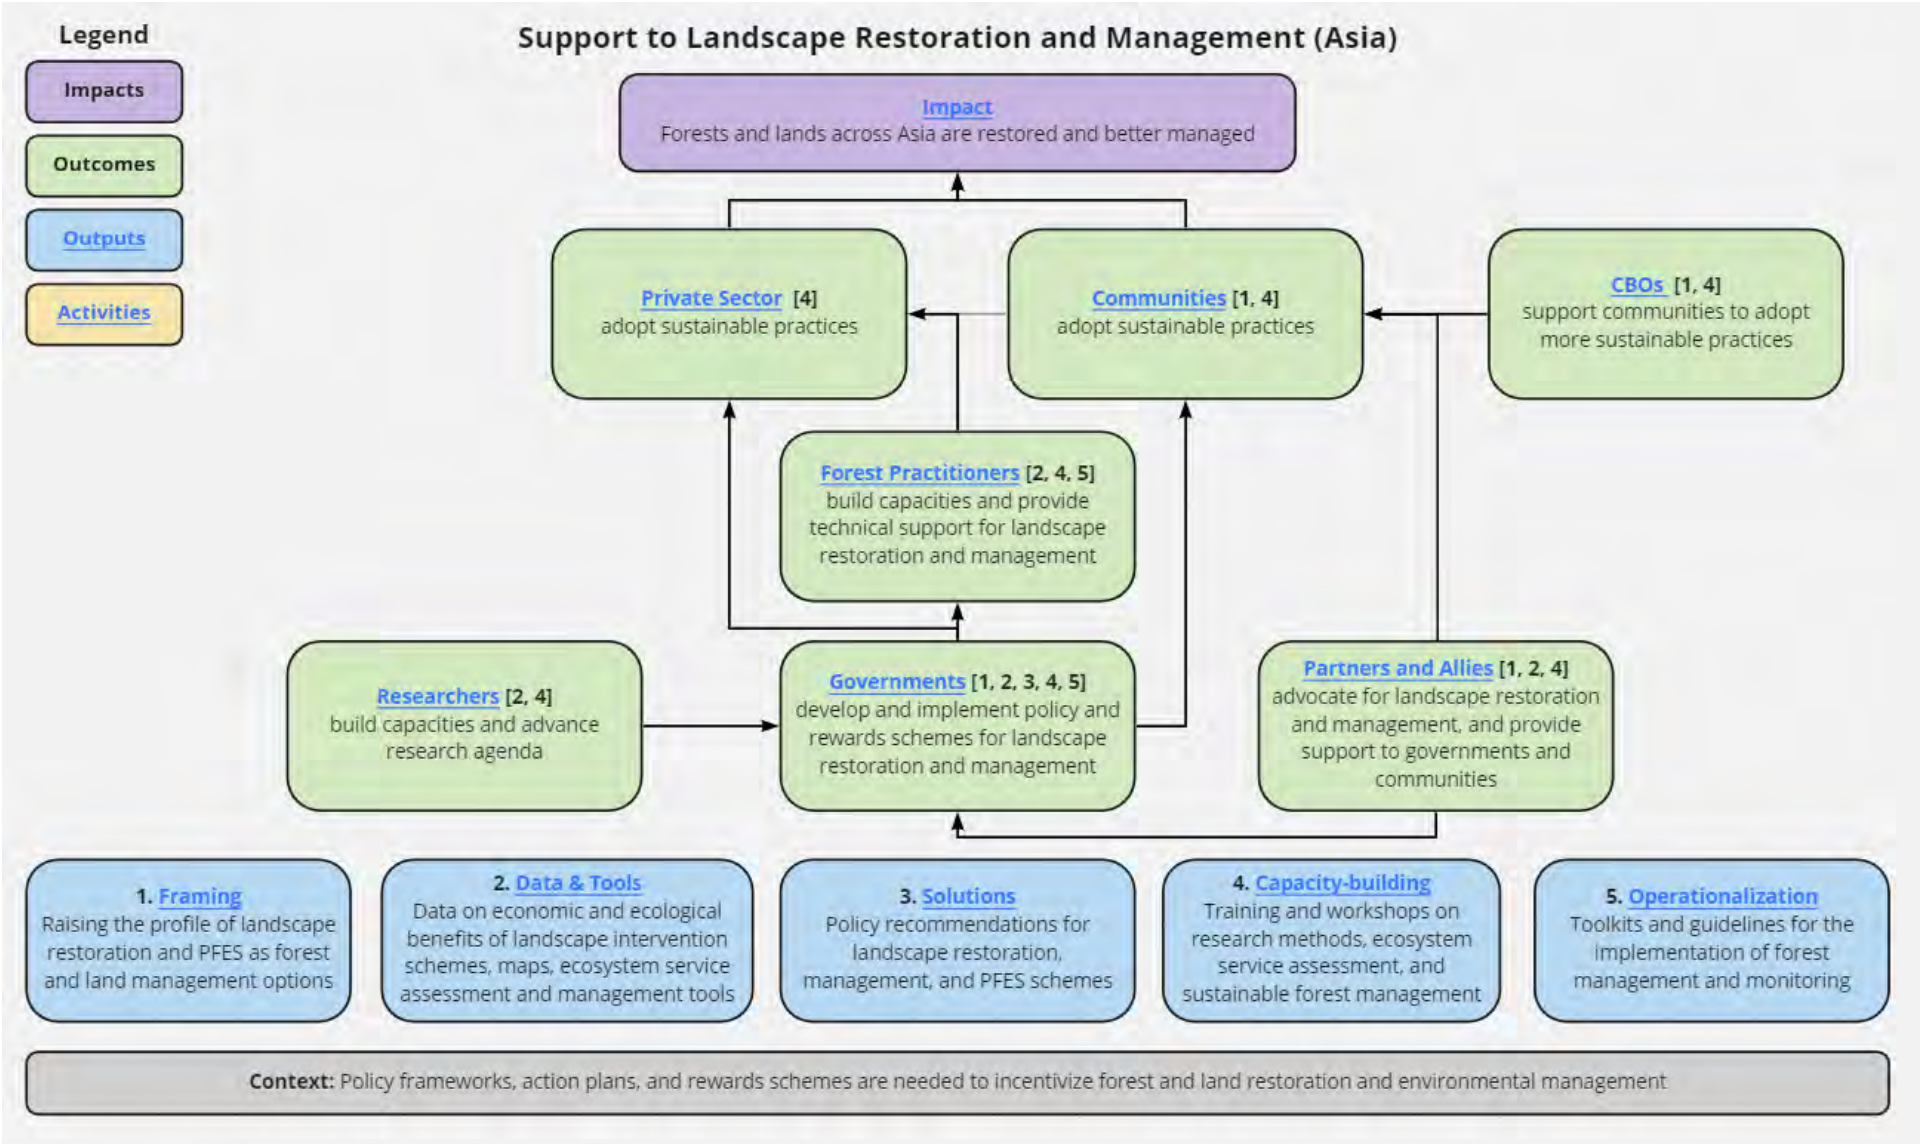 Legend
Impacts
Outcomes
Outputs
Activities
Support to Landscape Restoration and Management (Asia)
Impact
Forests and lands across Asia are restored and better managed
Private Sector [4]
adopt sustainable practices
Communities [1, 4]
adopt sustainable practices
CBOs [1, 4]
support communities to adopt
more sustainable practices
Forest Practitioners [2, 4, 5]
build capacities and provide
technical support for landscape
restoration and management
Researchers [2, 4]
build capacities and advance
research agenda
Governments [1, 2, 3, 4, 5]
develop and implement policy and
rewards schemes for landscape
restoration and management
Partners and Allies [1, 2, 4]
advocate for landscape restoration
and management, and provide
support to governments and
communities
1. Framing
Raising the profile of landscape
restoration and PFES as forest
and land management options
2. Data & Tools
Data on economic and ecological
benefits of landscape intervention
schemes, maps, ecosystem service
assessment and management tools
3. Solutions
Policy recommendations for
landscape restoration,
management, and PFES schemes
4. Capacity-building
Training and workshops on
research methods, ecosystem
service assessment, and
sustainable forest management
5. Operationalization
Toolkits and guidelines for the
implementation of forest
management and monitoring
Context: Policy frameworks, action plans, and rewards schemes are needed to incentivize forest and land restoration and environmental management